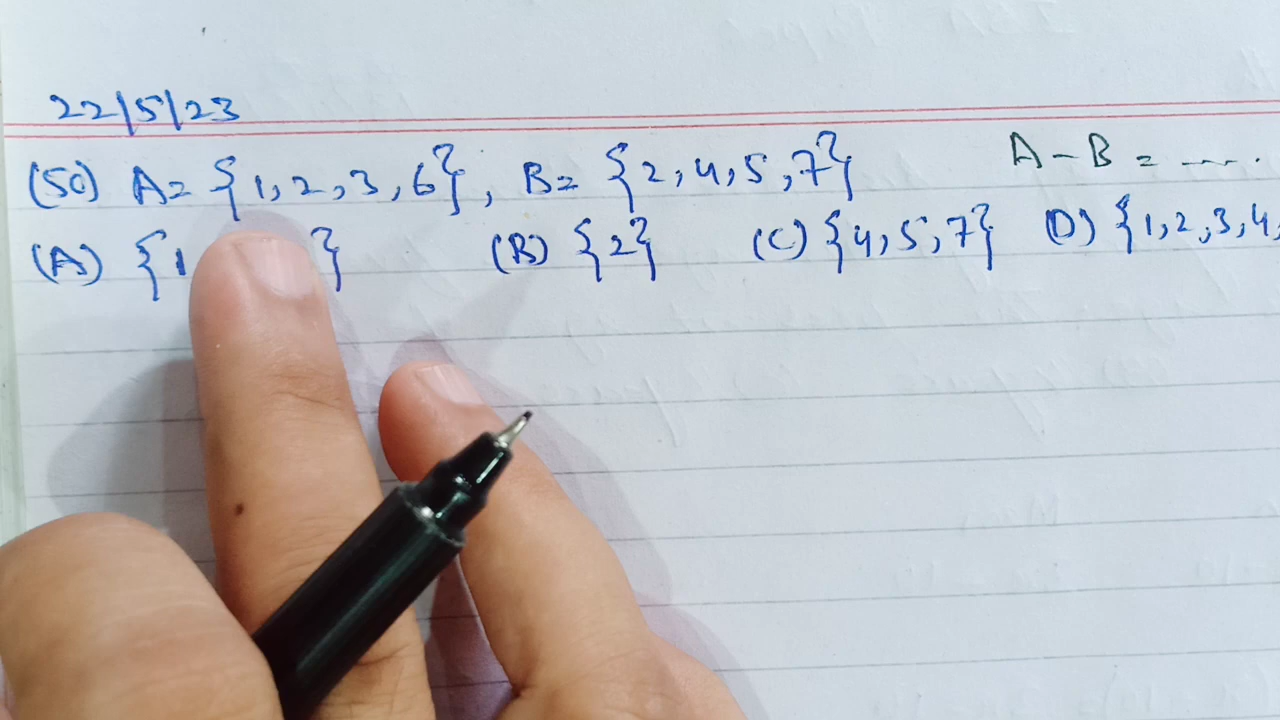 22/5/23
(50) A= {1,2,3,6}, B= {2,4,5,7} A-B = ----.
(A) {1 } (B) {2} (C) {4,5,7} (D) {1,2,3,4,